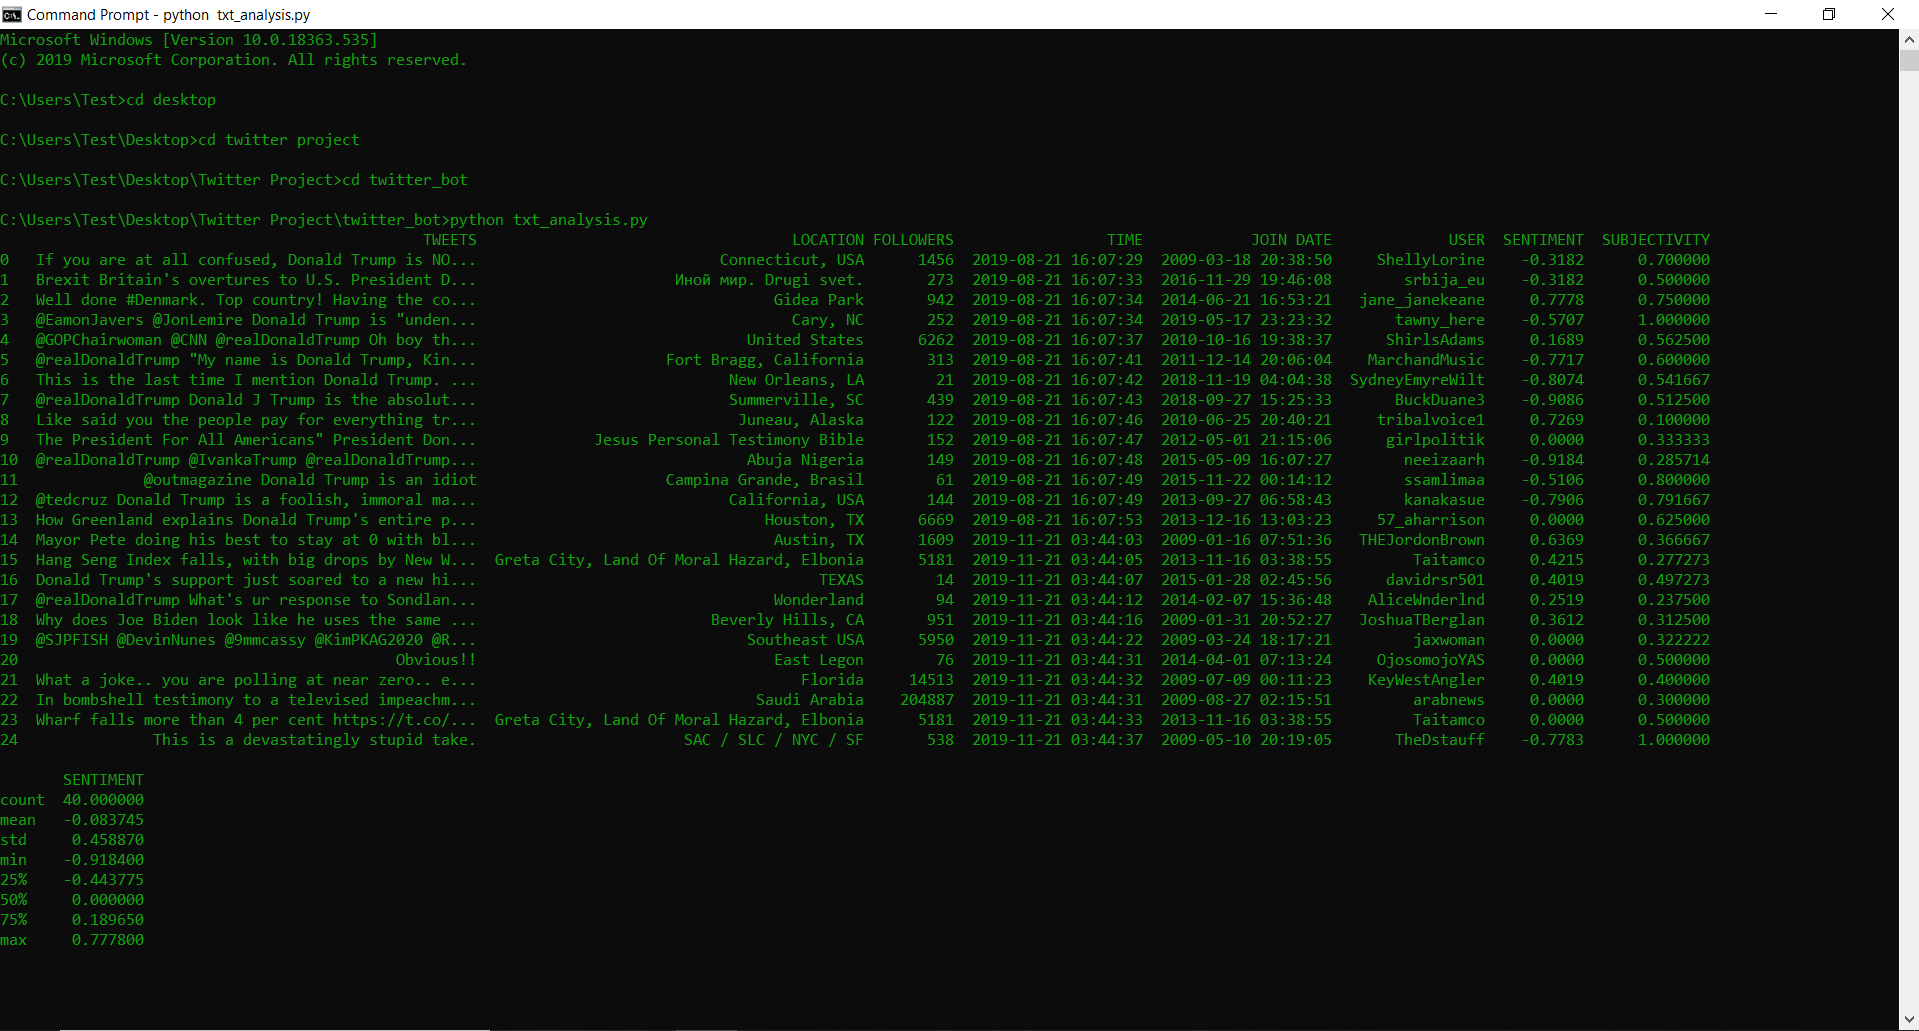 Command Prompt - python  txt_analysis.py
Microsoft Windows [Version 10.0.18363.535]
(c) 2019 Microsoft Corporation. All rights reserved.
C:\Users\Test>cd desktop
C:\Users\Test\Desktop>cd twitter project
C:\Users\Test\Desktop\Twitter Project>cd twitter_bot
C:\Users\Test\Desktop\Twitter Project\twitter_bot>python txt_analysis.py
TWEETS LOCATION FOLLOWERS TIME JOIN DATE USER SENTIMENT SUBJECTIVITY
0 If you are at all confused, Donald Trump is NO... Connecticut, USA 1456 2019-08-21 16:07:29 2009-03-18 20:38:50 ShellyLorine -0.3182 0.700000
1 Brexit Britain's overtures to U.S. President D... Иной мир. Drugi svet. 273 2019-08-21 16:07:33 2016-11-29 19:46:08 srbija_eu -0.3182 0.500000
2 Well done #Denmark. Top country! Having the co... Gidea Park 942 2019-08-21 16:07:34 2014-06-21 16:53:21 jane_janekeane 0.7778 0.750000
3 @EamonJavers @JonLemire Donald Trump is "unden... Cary, NC 252 2019-08-21 16:07:34 2019-05-17 23:23:32 tawny_here -0.5707 1.000000
4 @GOPChairwoman @CNN @realDonaldTrump Oh boy th... United States 6262 2019-08-21 16:07:37 2010-10-16 19:38:37 ShirlsAdams 0.1689 0.562500
5 @realDonaldTrump "My name is Donald Trump, Kin... Fort Bragg, California 313 2019-08-21 16:07:41 2011-12-14 20:06:04 MarchandMusic -0.7717 0.600000
6 This is the last time I mention Donald Trump. ... New Orleans, LA 21 2019-08-21 16:07:42 2018-11-19 04:04:38 SydneyEmyreWilt -0.8074 0.541667
7 @realDonaldTrump Donald J Trump is the absolut... Summerville, SC 439 2019-08-21 16:07:43 2018-09-27 15:25:33 BuckDuane3 -0.9086 0.512500
8 Like said you the people pay for everything tr... Juneau, Alaska 122 2019-08-21 16:07:46 2010-06-25 20:40:21 tribalvoice1 0.7269 0.100000
9 The President For All Americans" President Don... Jesus Personal Testimony Bible 152 2019-08-21 16:07:47 2012-05-01 21:15:06 girlpolitik 0.0000 0.333333
10 @realDonaldTrump @IvankaTrump @realDonaldTrump... Abuja Nigeria 149 2019-08-21 16:07:48 2015-05-09 16:07:27 neeizaarh -0.9184 0.285714
11 @outmagazine Donald Trump is an idiot Campina Grande, Brasil 61 2019-08-21 16:07:49 2015-11-22 00:14:12 ssamlimaa -0.5106 0.800000
12 @tedcruz Donald Trump is a foolish, immoral ma... California, USA 144 2019-08-21 16:07:49 2013-09-27 06:58:43 kanakasue -0.7906 0.791667
13 How Greenland explains Donald Trump's entire p... Houston, TX 6669 2019-08-21 16:07:53 2013-12-16 13:03:23 57_aharrison 0.0000 0.625000
14 Mayor Pete doing his best to stay at 0 with bl... Austin, TX 1609 2019-11-21 03:44:03 2009-01-16 07:51:36 THEJordonBrown 0.6369 0.366667
15 Hang Seng Index falls, with big drops by New W... Greta City, Land Of Moral Hazard, Elbonia 5181 2019-11-21 03:44:05 2013-11-16 03:38:55 Taitamco 0.4215 0.277273
16 Donald Trump's support just soared to a new hi... TEXAS 14 2019-11-21 03:44:07 2015-01-28 02:45:56 davidrsr501 0.4019 0.497273
17 @realDonaldTrump What's ur response to Sondlan... Wonderland 94 2019-11-21 03:44:12 2014-02-07 15:36:48 AliceWnderlnd 0.2519 0.237500
18 Why does Joe Biden look like he uses the same ... Beverly Hills, CA 951 2019-11-21 03:44:16 2009-01-31 20:52:27 JoshuaTBerglan 0.3612 0.312500
19 @SJPFISH @DevinNunes @9mmcassy @KimPKAG2020 @R... Southeast USA 5950 2019-11-21 03:44:22 2009-03-24 18:17:21 jaxwoman 0.0000 0.322222
20 Obvious!! East Legon 76 2019-11-21 03:44:31 2014-04-01 07:13:24 OjosomojoYAS 0.0000 0.500000
21 What a joke.. you are polling at near zero.. e... Florida 14513 2019-11-21 03:44:32 2009-07-09 00:11:23 KeyWestAngler 0.4019 0.400000
22 In bombshell testimony to a televised impeachm... Saudi Arabia 204887 2019-11-21 03:44:31 2009-08-27 02:15:51 arabnews 0.0000 0.300000
23 Wharf falls more than 4 per cent https://t.co/... Greta City, Land Of Moral Hazard, Elbonia 5181 2019-11-21 03:44:33 2013-11-16 03:38:55 Taitamco 0.0000 0.500000
24 This is a devastatingly stupid take. SAC / SLC / NYC / SF 538 2019-11-21 03:44:37 2009-05-10 20:19:05 TheDstauff -0.7783 1.000000
SENTIMENT
count 40.000000
mean -0.083745
std 0.458870
min -0.918400
25% -0.443775
50% 0.000000
75% 0.189650
max 0.777800